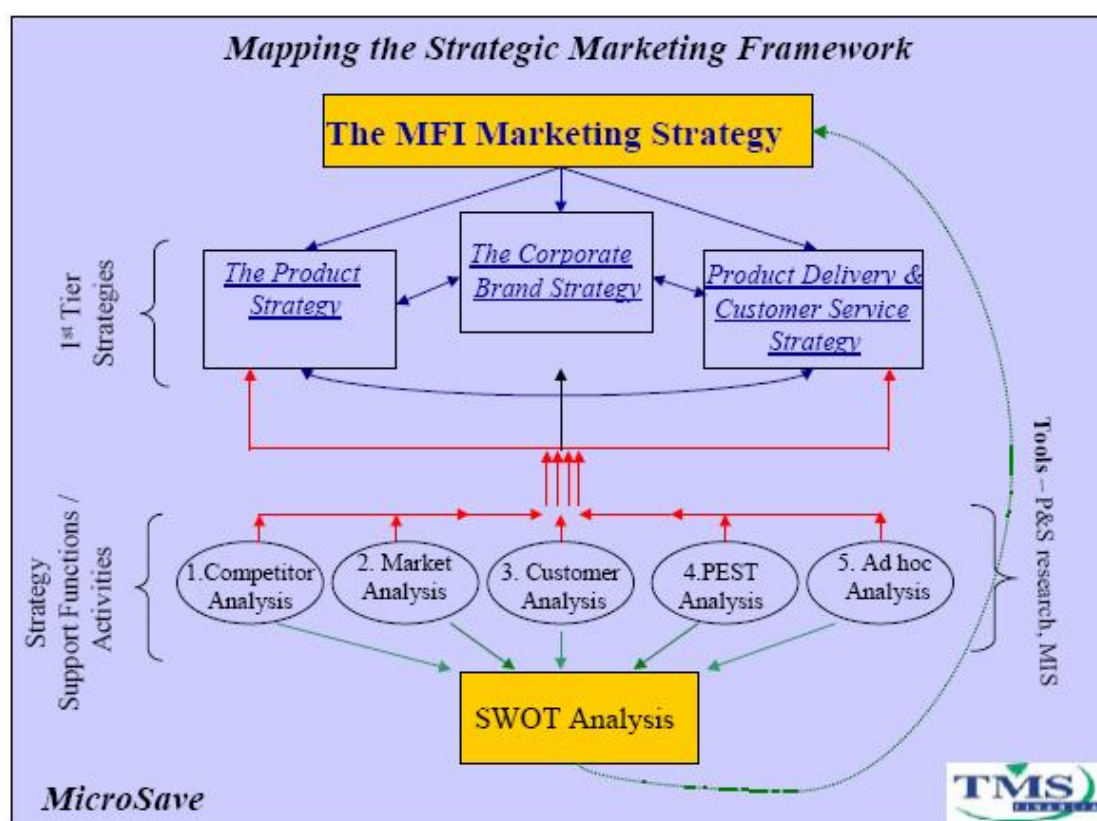 Mapping the Strategic Marketing Framework
The MFI Marketing Strategy
1st Tier
Strategies
The Product
Strategy
The Corporate
Brand Strategy
Product Delivery &
Customer Service
Strategy
Strategy
Support Functions /
Activities
1.Competitor
Analysis
2. Market
Analysis
3. Customer
Analysis
4.PEST
Analysis
5. Ad hoc
Analysis
Tools – P&S research, MIS
SWOT Analysis
MicroSave
TMS